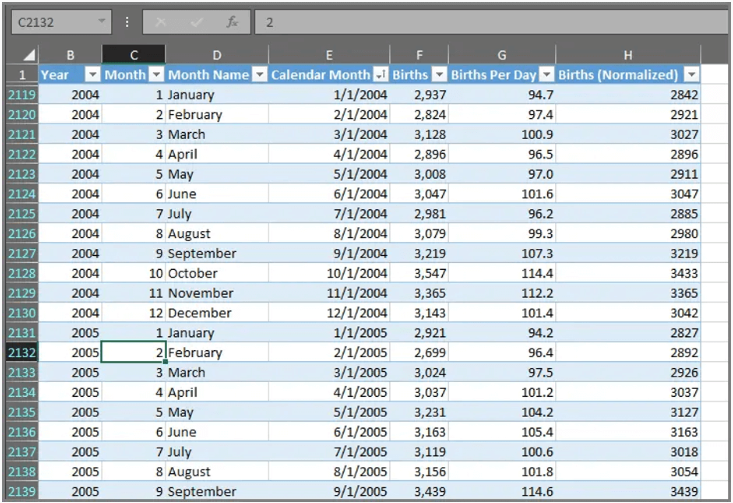 C2132 fx 2
B C D E F G H
1 Year Month Month Name Calendar Month Births Births Per Day Births (Normalized)
2119 2004 1 January 1/1/2004 2,937 94.7 2842
2120 2004 2 February 2/1/2004 2,824 97.4 2921
2121 2004 3 March 3/1/2004 3,128 100.9 3027
2122 2004 4 April 4/1/2004 2,896 96.5 2896
2123 2004 5 May 5/1/2004 3,008 97.0 2911
2124 2004 6 June 6/1/2004 3,047 101.6 3047
2125 2004 7 July 7/1/2004 2,981 96.2 2885
2126 2004 8 August 8/1/2004 3,079 99.3 2980
2127 2004 9 September 9/1/2004 3,219 107.3 3219
2128 2004 10 October 10/1/2004 3,547 114.4 3433
2129 2004 11 November 11/1/2004 3,365 112.2 3365
2130 2004 12 December 12/1/2004 3,143 101.4 3042
2131 2005 1 January 1/1/2005 2,921 94.2 2827
2132 2005 2 February 2/1/2005 2,699 96.4 2892
2133 2005 3 March 3/1/2005 3,024 97.5 2926
2134 2005 4 April 4/1/2005 3,037 101.2 3037
2135 2005 5 May 5/1/2005 3,231 104.2 3127
2136 2005 6 June 6/1/2005 3,163 105.4 3163
2137 2005 7 July 7/1/2005 3,119 100.6 3018
2138 2005 8 August 8/1/2005 3,156 101.8 3054
2139 2005 9 September 9/1/2005 3,439 114.6 3439